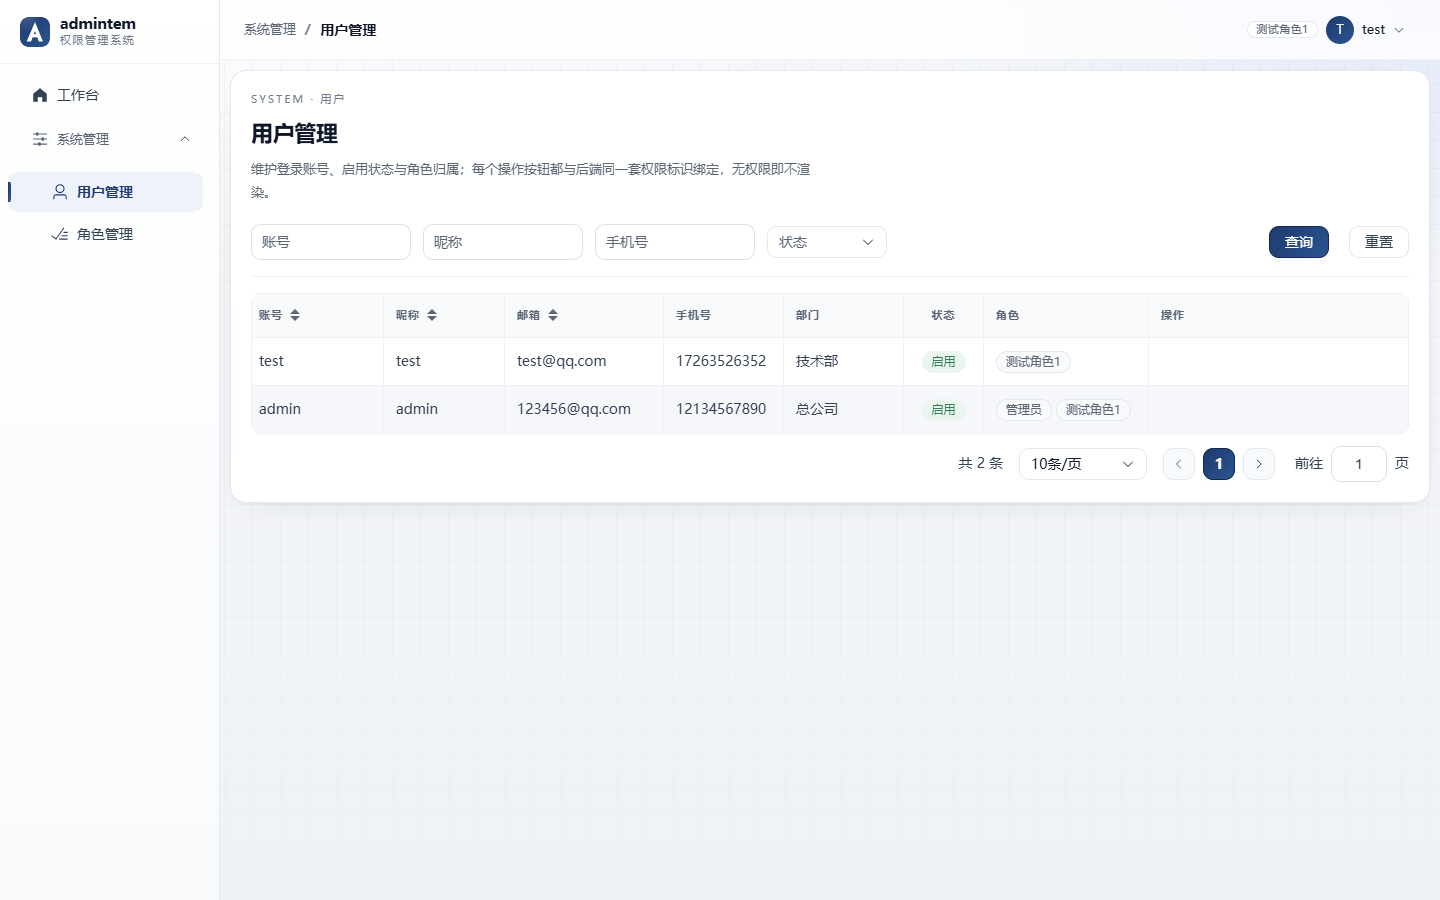 admintem
权限管理系统
工作台
系统管理
用户管理
角色管理
系统管理 / 用户管理
测试角色1 T test
SYSTEM · 用户
用户管理
维护登录账号、启用状态与角色归属；每个操作按钮都与后端同一套权限标识绑定，无权限即不渲
染。
账号 昵称 手机号 状态 查询 重置
账号 昵称 邮箱 手机号 部门 状态 角色 操作
test test test@qq.com 17263526352 技术部 启用 测试角色1
admin admin 123456@qq.com 12134567890 总公司 启用 管理员 测试角色1
共 2 条 10条/页 1 前往 1 页